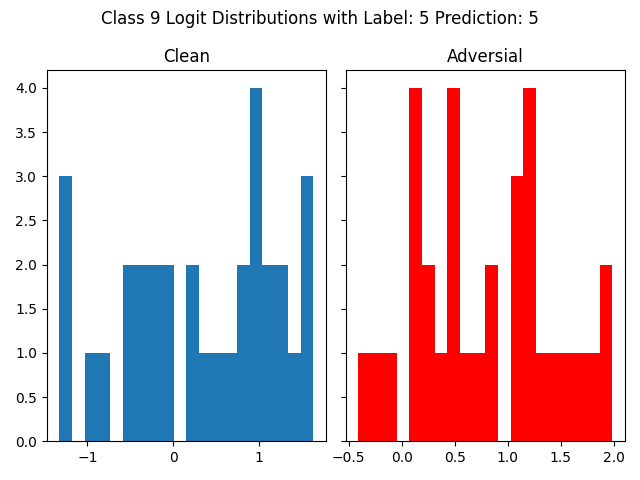 Class 9 Logit Distributions with Label: 5 Prediction: 5
Clean
Adversial
4.0
3.5
3.0
2.5
2.0
1.5
1.0
0.5
0.0
−1 0 1
−0.5 0.0 0.5 1.0 1.5 2.0